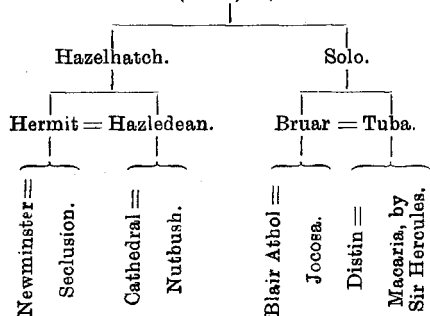 Hazelhatch. Solo.
Hermit = Hazledean. Bruar = Tuba.
Newminster =
Seclusion.
Cathedral =
Nutbush.
Blair Athol =
Jocosa.
Distin =
Macaria, by
Sir Hercules.